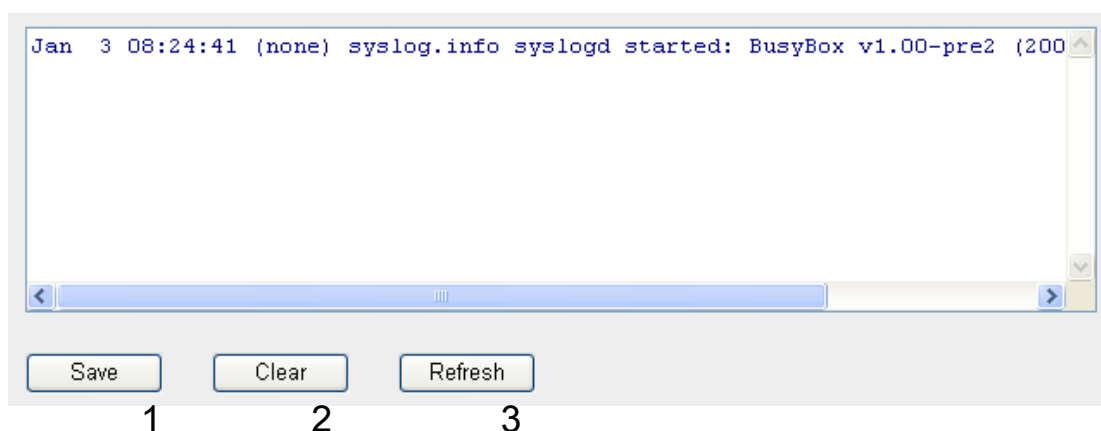 Jan  3 08:24:41 (none) syslog.info syslogd started: BusyBox v1.00-pre2 (200
Save Clear Refresh
1 2 3